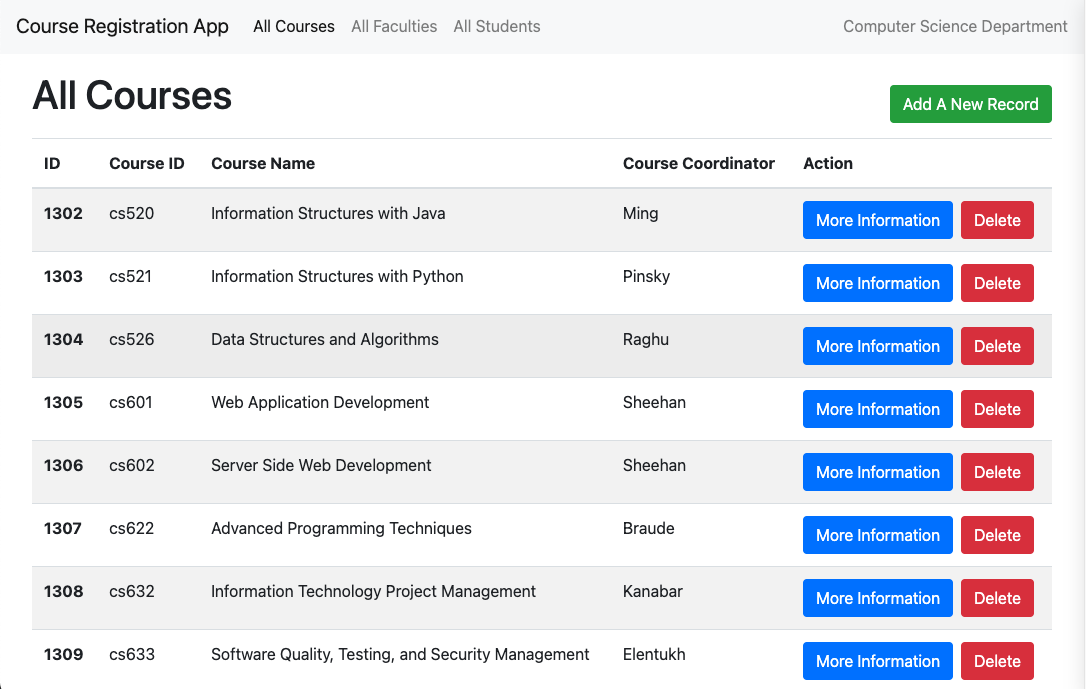 Course Registration App All Courses All Faculties All Students Computer Science Department
All Courses Add A New Record
ID Course ID Course Name Course Coordinator Action
1302 cs520 Information Structures with Java Ming More Information Delete
1303 cs521 Information Structures with Python Pinsky More Information Delete
1304 cs526 Data Structures and Algorithms Raghu More Information Delete
1305 cs601 Web Application Development Sheehan More Information Delete
1306 cs602 Server Side Web Development Sheehan More Information Delete
1307 cs622 Advanced Programming Techniques Braude More Information Delete
1308 cs632 Information Technology Project Management Kanabar More Information Delete
1309 cs633 Software Quality, Testing, and Security Management Elentukh More Information Delete